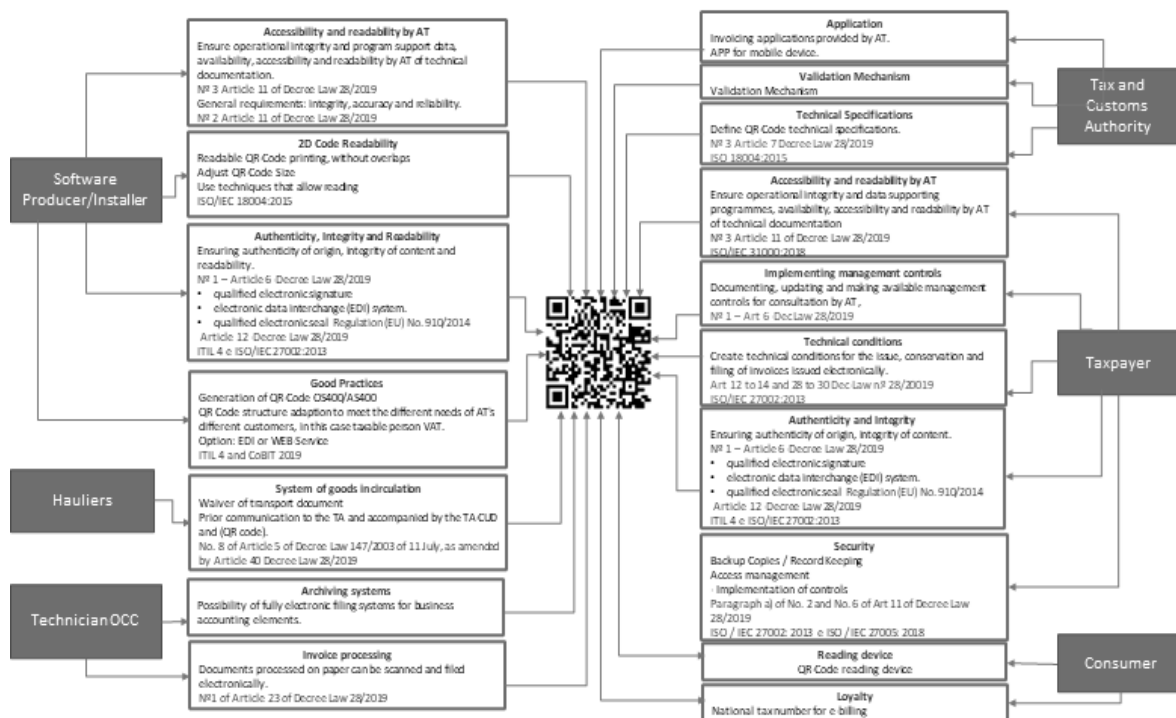 Software
Producer/Installer
Hauliers
Technician OCC
Accessibility and readability by AT
Ensure operational integrity and program support data,
availability, accessibility and readability by AT of technical
documentation.
Nº 3 Article 11 of Decree Law 28/2019
General requirements: integrity, accuracy and reliability.
Nº 2 Article 11 of Decree Law 28/2019
2D Code Readability
Readable QR Code printing, without overlaps
Adjust QR Code Size
Use techniques that allow reading
ISO/IEC 18004:2015
Authenticity, Integrity and Readability
Ensuring authenticity of origin, integrity of content and
readability.
Nº 1 – Article 6 Decree Law 28/2019
• qualified electronic signature
• electronic data interchange (EDI) system.
• qualified electronic seal Regulation (EU) No. 910/2014
Article 12 Decree Law 28/2019
ITIL 4 e ISO/IEC 27002:2013
Good Practices
Generation of QR Code OS400/AS400
QR Code structure adaption to meet the different needs of AT's
different customers, in this case taxable person VAT.
Option: EDI or WEB Service
ITIL 4 and CoBIT 2019
System of goods in circulation
Waiver of transport document
Prior communication to the TA and accompanied by the TA CUD
and (QR code).
No. 8 of Article 5 of Decree Law 147/2003 of 11 July, as amended
by Article 40 Decree Law 28/2019
Archiving systems
Possibility of fully electronic filing systems for business
accounting elements.
Invoice processing
Documents processed on paper can be scanned and filed
electronically.
Nº1 of Article 23 of Decree Law 28/2019
Application
Invoicing applications provided by AT.
APP for mobile device.
Validation Mechanism
Validation Mechanism
Technical Specifications
Define QR Code technical specifications.
Nº 3 Article 7 Decree Law 28/2019
ISO 18004:2015
Accessibility and readability by AT
Ensure operational integrity and data supporting
programmes, availability, accessibility and readability by AT
of technical documentation
Nº 3 Article 11 of Decree Law 28/2019
ISO/IEC 31000:2018
Implementing management controls
Documenting, updating and making available management
controls for consultation by AT,
Nº 1 – Art 6 Dec Law 28/2019
Technical conditions
Create technical conditions for the issue, conservation and
filing of invoices issued electronically.
Art 12 to 14 and 28 to 30 Dec Law n.º 28/20019
ISO/IEC 27002:2013
Authenticity and Integrity
Ensuring authenticity of origin, integrity of content.
Nº 1 – Article 6 Decree Law 28/2019
• qualified electronic signature
• electronic data interchange (EDI) system.
• qualified electronic seal Regulation (EU) No. 910/2014
Article 12 Decree Law 28/2019
ITIL 4 e ISO/IEC 27002:2013
Security
Backup Copies / Record Keeping
Access management
Implementation of controls
Paragraph a) of No. 2 and No. 6 of Art 11 of Decree Law
28/2019
ISO / IEC 27002: 2013 e ISO / IEC 27005: 2018
Reading device
QR Code reading device
Loyalty
National tax number for e-billing
Tax and
Customs
Authority
Taxpayer
Consumer